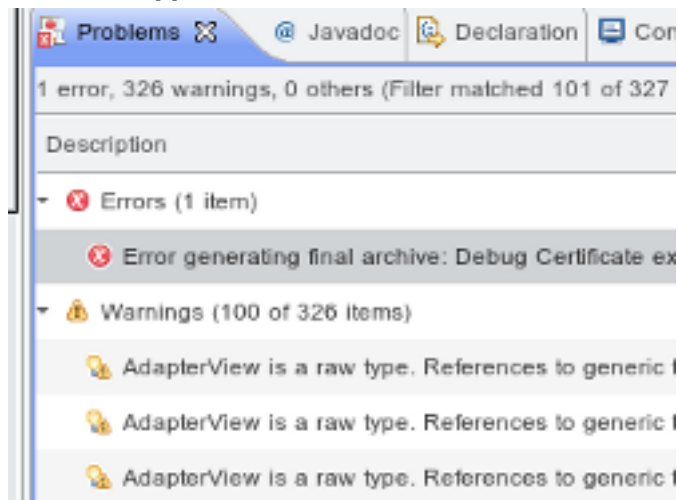 Problems Javadoc Declaration
1 error, 326 warnings, 0 others (Filter matched 101 of 327
Description
Errors (1 item)
Error generating final archive: Debug Certificate
Warnings (100 of 326 items)
AdapterView is a raw type. References to generic
AdapterView is a raw type. References to generic
AdapterView is a raw type. References to generic